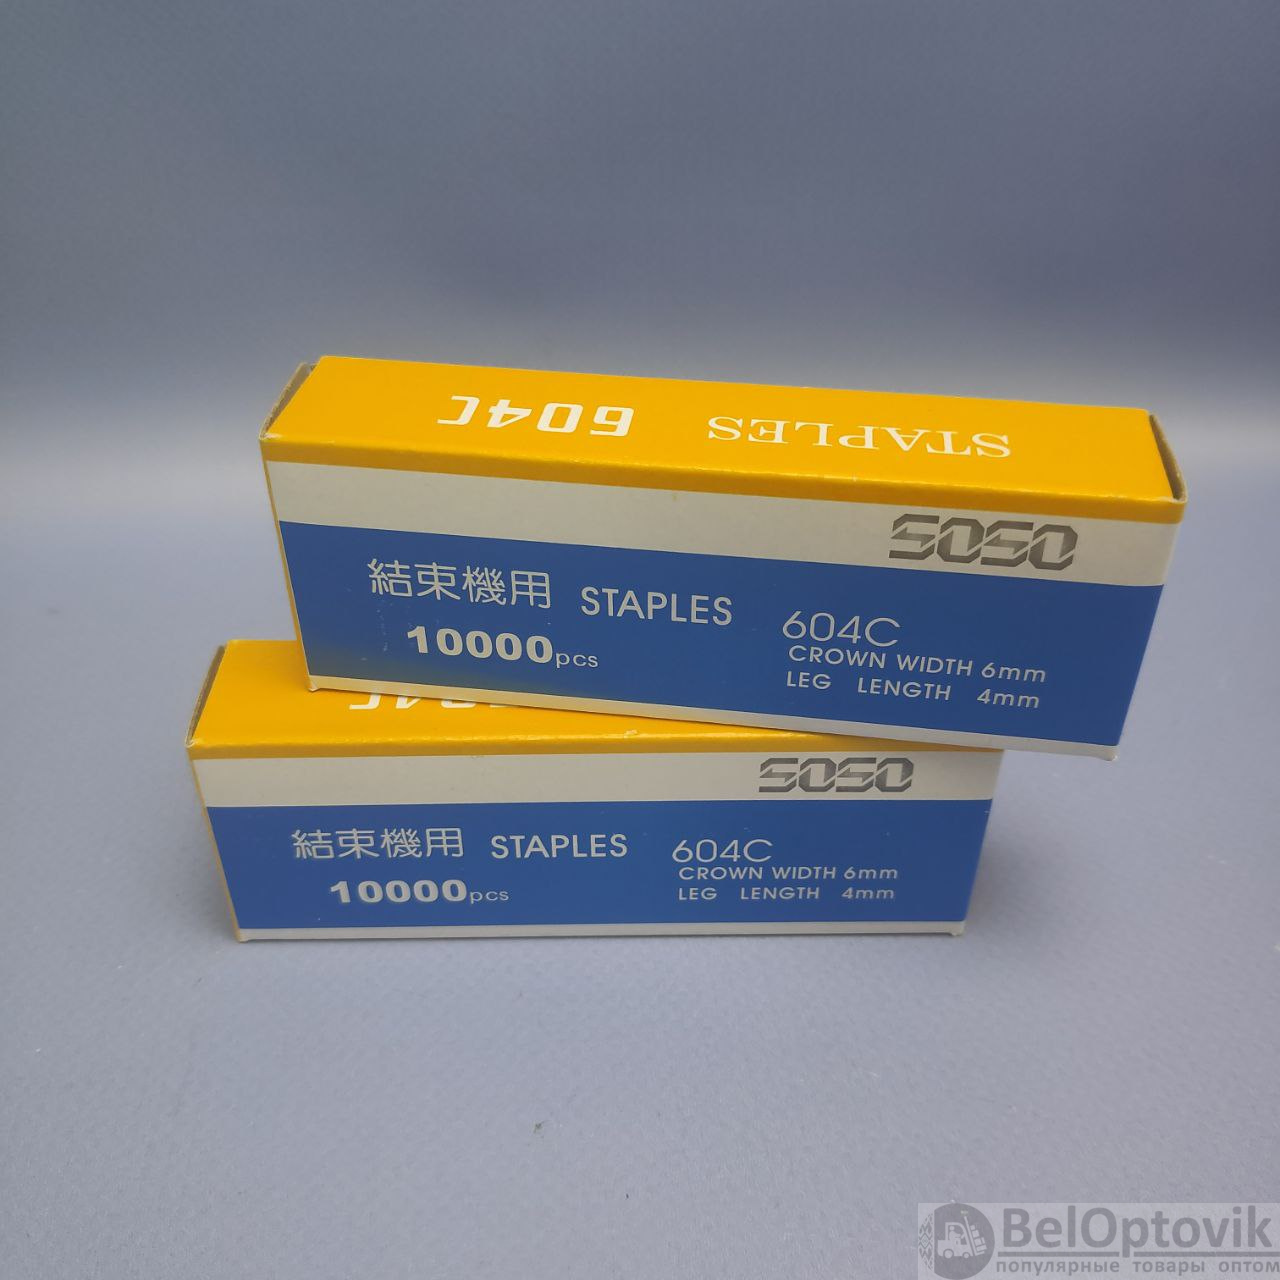 STAPLES 604C
SOSO
結束機用 STAPLES 604C
10000pcs
CROWN WIDTH 6mm
LEG LENGTH 4mm
604C
SOSO
結束機用 STAPLES 604C
10000pcs
CROWN WIDTH 6mm
LEG LENGTH 4mm
BelOptovik
популярные товары оптом